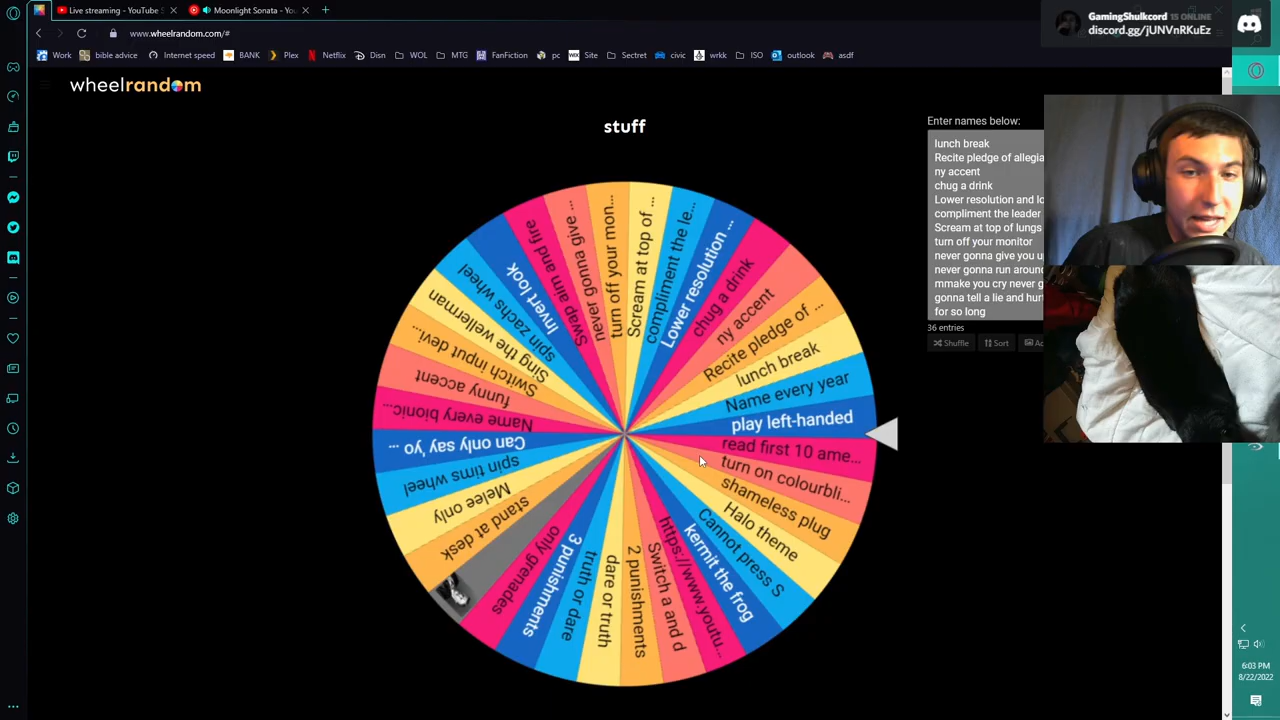 Live streaming - YouTube S
Moonlight Sonata - You
GamingShulkcord 15 ONLINE
discord.gg/jUNVnRKuEz
www.wheelrandom.com/#
Work
bible advice
Internet speed
BANK
Plex
Netflix
Disn
WOL
MTG
FanFiction
pc
Site
Sectret
civic
wrkk
ISO
outlook
asdf
wheelrandom
stuff
Enter names below:
lunch break
Recite pledge of allegia
ny accent
chug a drink
Lower resolution and lo
compliment the leader
Scream at top of lungs
turn off your monitor
never gonna give you u
never gonna run around
mmake you cry never g
gonna tell a lie and hurt
for so long
36 entries
Shuffle
Sort
Ad
Scream at top of ...
compliment the le...
Lower resolution ...
chug a drink
ny accent
Recite pledge of ...
lunch break
Name every year
play left-handed
read first 10 ame...
turn on colourbli...
shameless plug
Halo theme
Cannot press S
kermit the frog
https://www.youtu...
Switch a and d
2 punishments
dare or truth
truth or dare
3 punishments
only grenades
stand at desk
Melee only
spin tims wheel
Can only say 'yo ...
Name every bionic...
funny accent
Switch input devi...
Sing the wellerman
spin zachs wheel
Invert look
Swap aim and fire
never gonna give ...
turn off your mon...
6:03 PM
8/22/2022